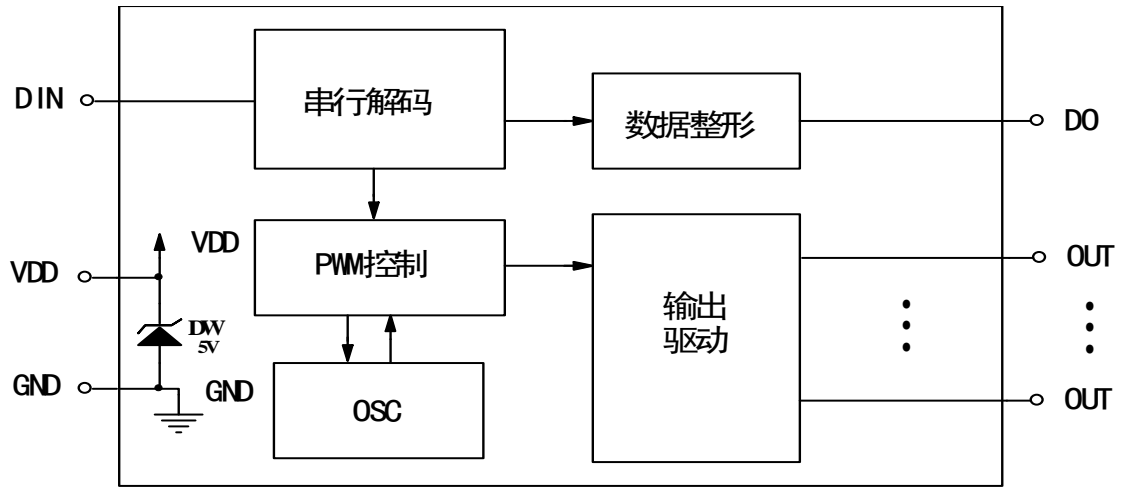 DIN
串行解码
数据整形
DO
VDD
VDD
PWM控制
OUT
DW
5V
输出
驱动
GND
GND
OSC
OUT